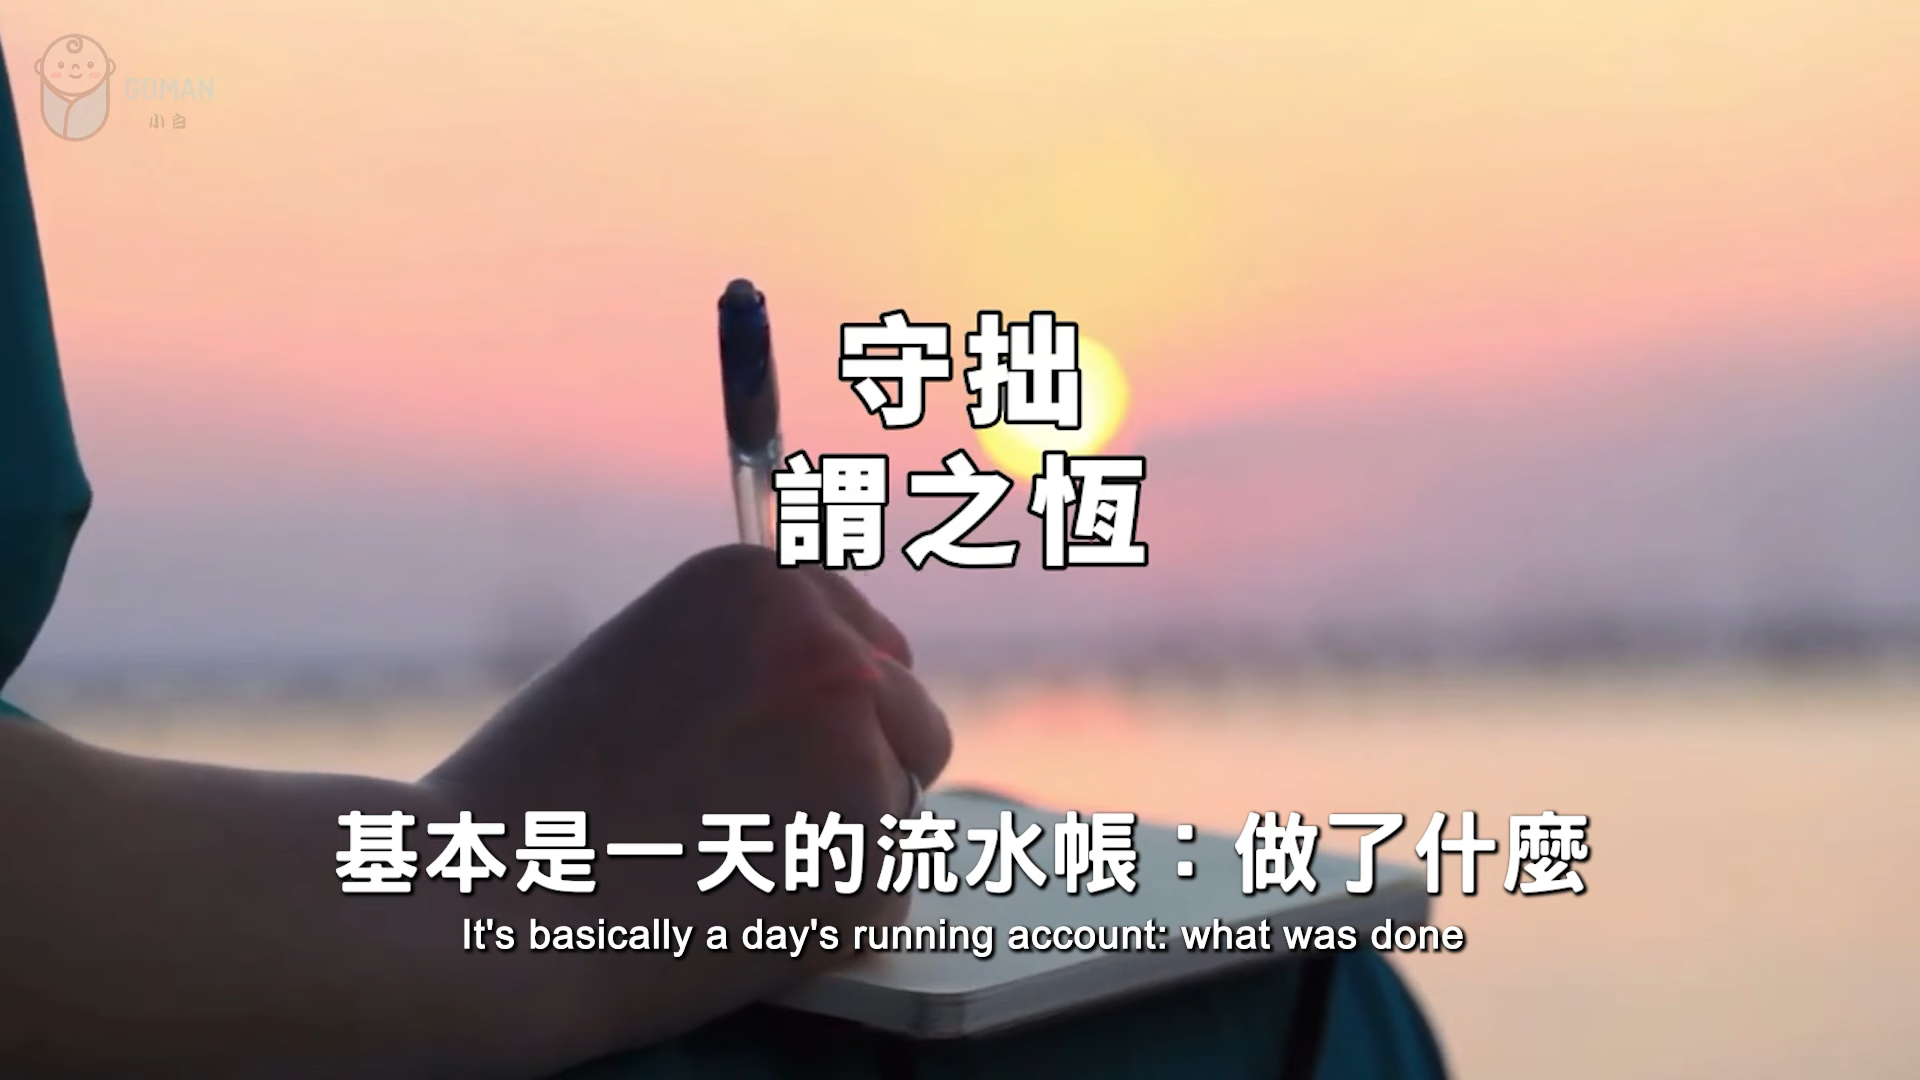 GOMAN
小白
守拙
謂之恆
基本是一天的流水帳：做了什麼
It's basically a day's running account: what was done